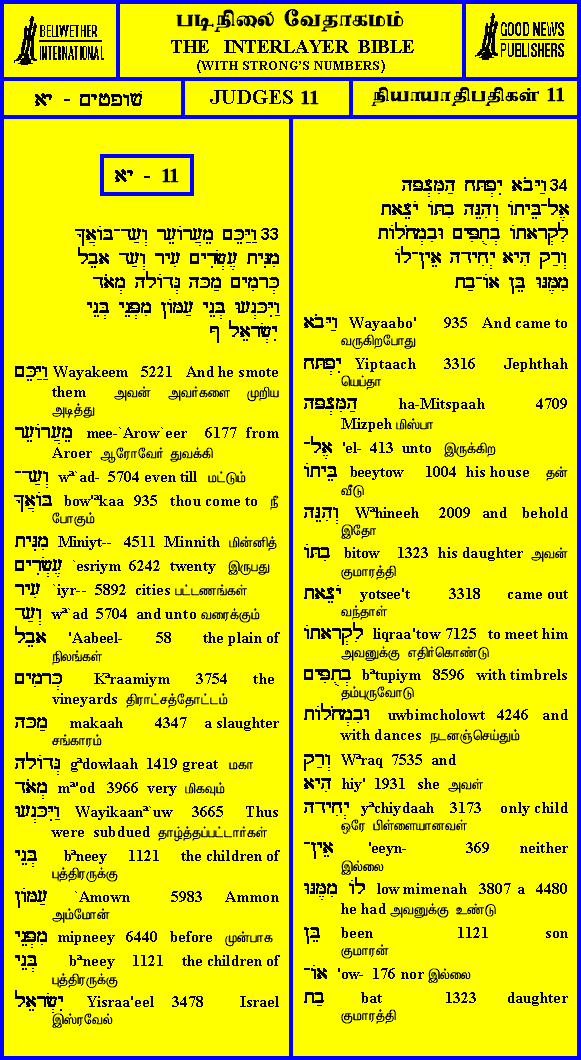 BELLWETHER
INTERNATIONAL
படிநிலை வேதாகமம்
THE INTERLAYER BIBLE
(WITH STRONG'S NUMBERS)
GOOD NEWS
PUBLISHERS
שופטים - יא
JUDGES 11
நியாயாதிபதிகள் 11
יא - 11
33 וַיַּכֵּם מֵעֲרוֹעֵר וְעַד־בּוֹאֲךָ
מִנִּית עֶשְׂרִים עִיר וְעַד אָבֵל
כְּרָמִים מַכָּה גְּדוֹלָה מְאֹד
וַיִּכָּנְעוּ בְּנֵי עַמּוֹן מִפְּנֵי בְּנֵי
יִשְׂרָאֵל ף
וַיַּכֵּם Wayakeem 5221 And he smote
them அவன் அவர்களை முறிய
அடித்து
מֵעֲרוֹעֵר mee-`Arow`eer 6177 from
Aroer ஆரோவேர் துவக்கி
וְעַד־ wª`ad- 5704 even till மட்டும்
בּוֹאֲךָ bow'ªkaa 935 thou come to நீ
போகும்
מִנִּית Miniyt-- 4511 Minnith மின்னித்
עֶשְׂרִים `esriym 6242 twenty இருபது
עִיר `iyr-- 5892 cities பட்டணங்கள்
וְעַד wª`ad 5704 and unto வரைக்கும்
אָבֵל 'Aabeel- 58 the plain of
நிலங்கள்
כְּרָמִים Kªraamiym 3754 the
vineyards திராட்சத்தோட்டம்
מַכָּה makaah 4347 a slaughter
சங்காரம்
גְּדוֹלָה gªdowlaah 1419 great மகா
מְאֹד mª'od 3966 very மிகவும்
וַיִּכָּנְעוּ Wayikaanª`uw 3665 Thus
were subdued தாழ்த்தப்பட்டார்கள்
בְּנֵי bªneey 1121 the children of
புத்திரருக்கு
עַמּוֹן `Amown 5983 Ammon
அம்மோன்
מִפְּנֵי mipneey 6440 before முன்பாக
בְּנֵי bªneey 1121 the children of
புத்திரருக்கு
יִשְׂרָאֵל Yisraa'eel 3478 Israel
இஸ்ரவேல்
34 וַיָּבֹא יִפְתָּח הַמִּצְפָּה
אֶל־בֵּיתוֹ וְהִנֵּה בִתּוֹ יֹצֵאת
לִקְרָאתוֹ בְתֻפִּים וּבִמְחֹלוֹת
וְרַק הִיא יְחִידָה אֵין־לוֹ
מִמֶּנּוּ בֵּן אוֹ־בַת
וַיָּבֹא Wayaabo' 935 And came to
வருகிறபோது
יִפְתָּח Yiptaach 3316 Jephthah
யெப்தா
הַמִּצְפָּה ha-Mitspaah 4709
Mizpeh மிஸ்பா
אֶל־ 'el- 413 unto இருக்கிற
בֵּיתוֹ beeytow 1004 his house தன்
வீடு
וְהִנֵּה Wªhineeh 2009 and behold
இதோ
בִתּוֹ bitow 1323 his daughter அவன்
குமாரத்தி
יֹצֵאת yotsee't 3318 came out
வந்தாள்
לִקְרָאתוֹ liqraa'tow 7125 to meet him
அவனுக்கு எதிர்கொண்டு
בְתֻפִּים bªtupiym 8596 with timbrels
தம்புருவோடு
וּבִמְחֹלוֹת uwbimcholowt 4246 and
with dances நடனஞ்செய்தும்
וְרַק Wªraq 7535 and
הִיא hiy' 1931 she அவள்
יְחִידָה yªchiydaah 3173 only child
ஒரே பிள்ளையானவள்
אֵין־ 'eeyn- 369 neither
இல்லை
לוֹ מִמֶּנּוּ low mimenah 3807 a 4480
he had அவனுக்கு உண்டு
בֵּן been 1121 son
குமாரன்
אוֹ־ 'ow- 176 nor இல்லை
בַת bat 1323 daughter
குமாரத்தி